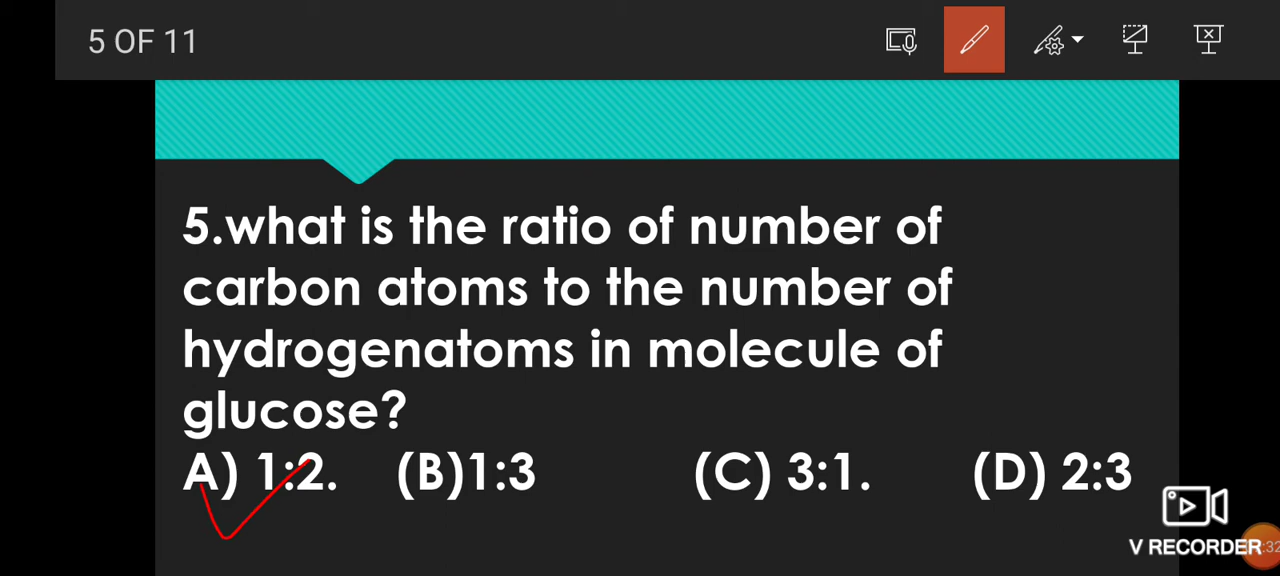 5 OF 11
5.what is the ratio of number of
carbon atoms to the number of
hydrogenatoms in molecule of
glucose?
A) 1:2. (B)1:3 (C) 3:1. (D) 2:3
V RECORDER
:32